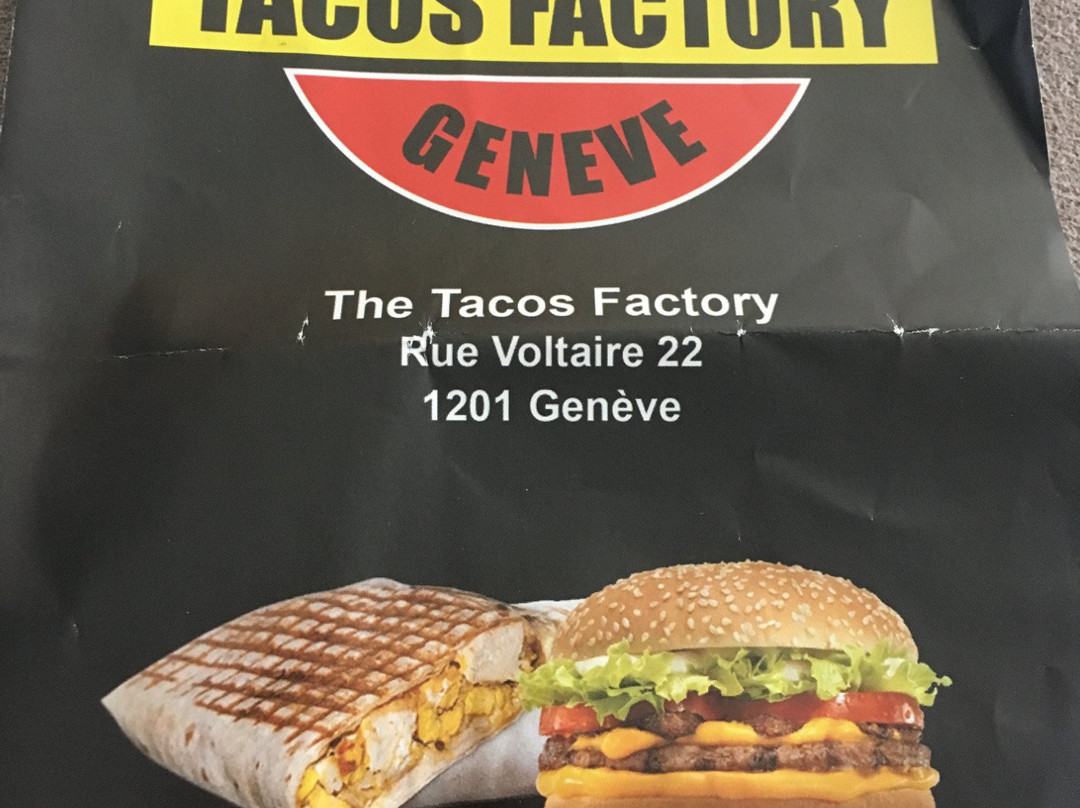 TACOS FACTORY
GENEVE
The Tacos Factory
Rue Voltaire 22
1201 Genève